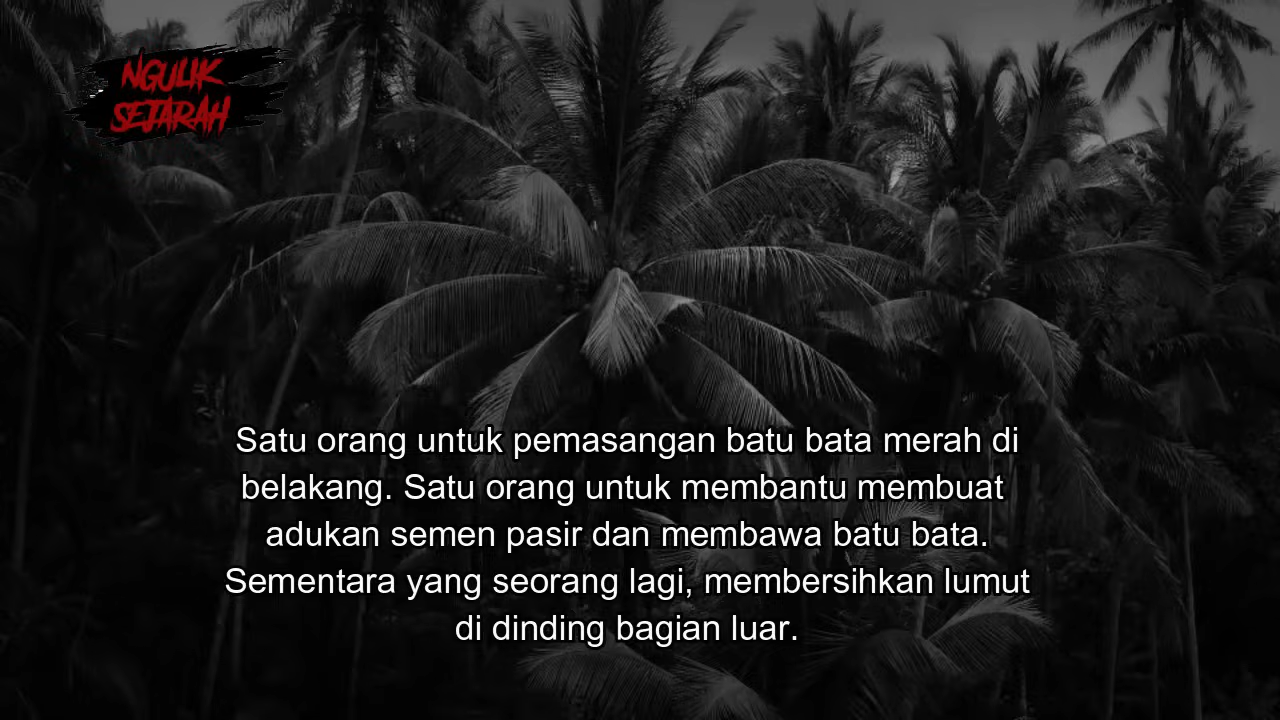 NGULIK
SEJARAH
Satu orang untuk pemasangan batu bata merah di
belakang. Satu orang untuk membantu membuat
adukan semen pasir dan membawa batu bata.
Sementara yang seorang lagi, membersihkan lumut
di dinding bagian luar.